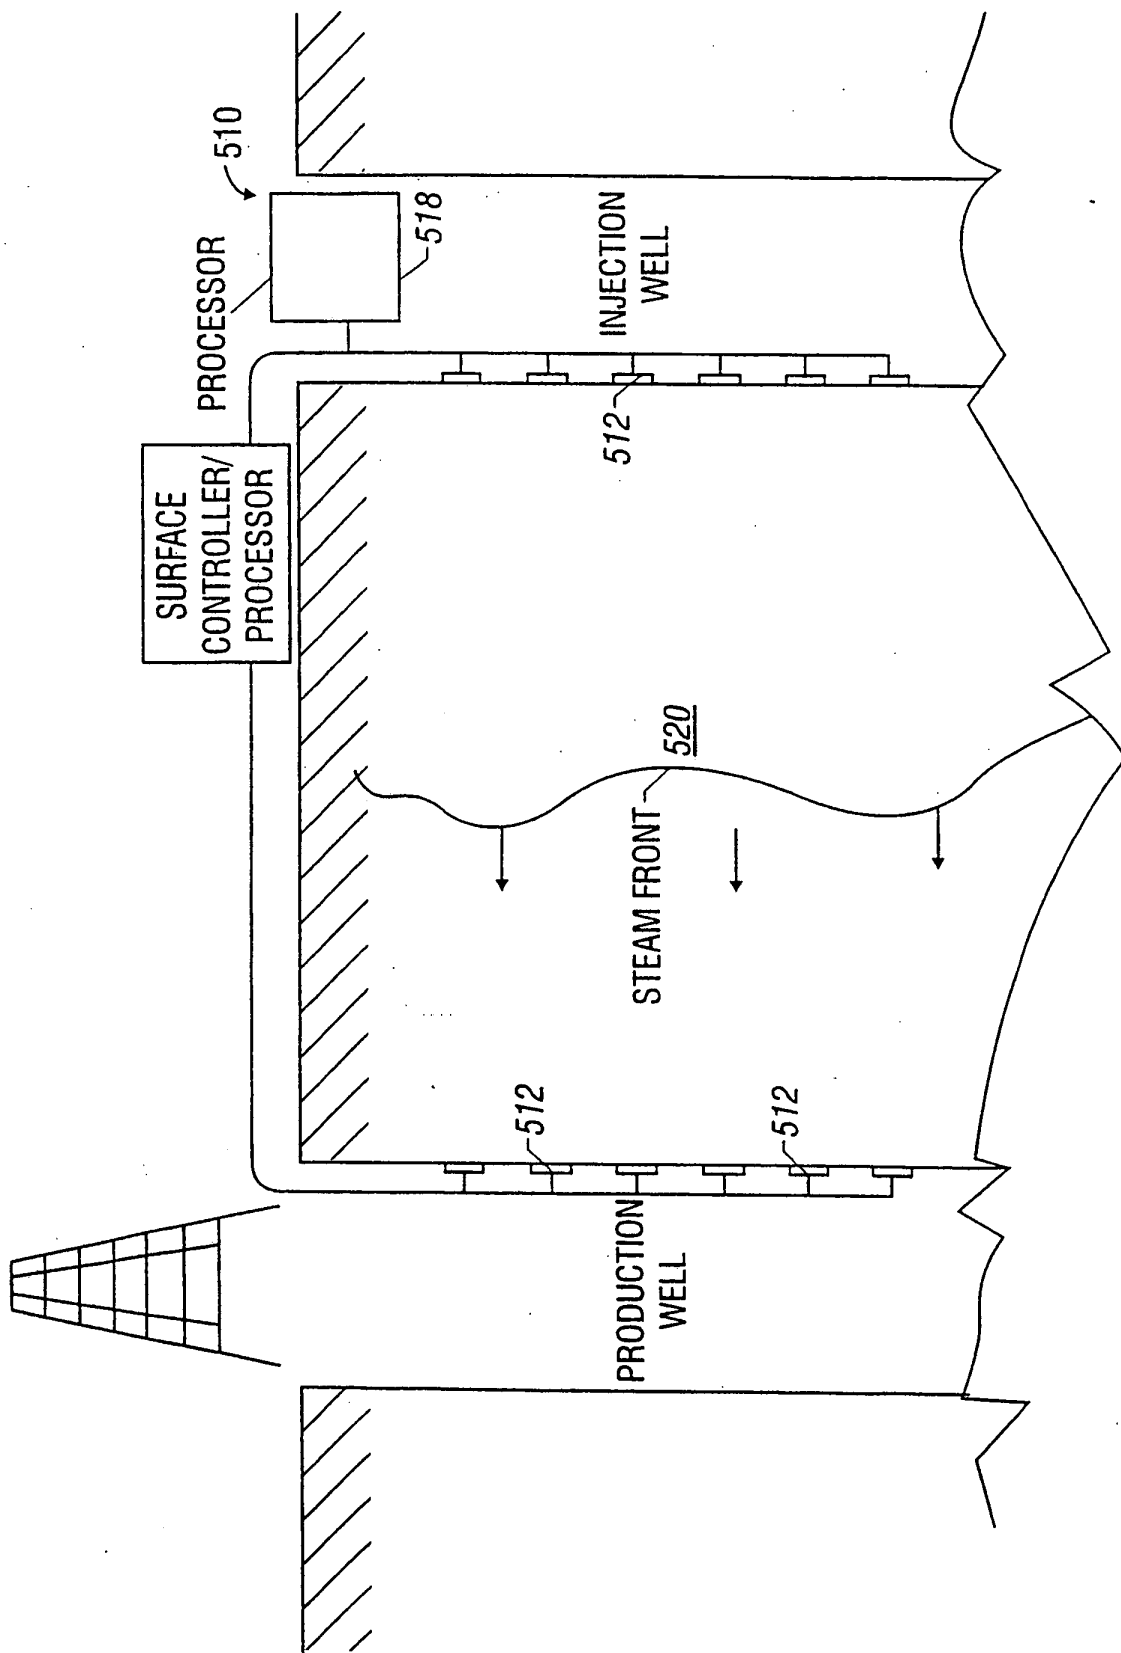 510
PROCESSOR
518
SURFACE
CONTROLLER/
PROCESSOR
INJECTION
WELL
512
STEAM FRONT
520
512
512
PRODUCTION
WELL